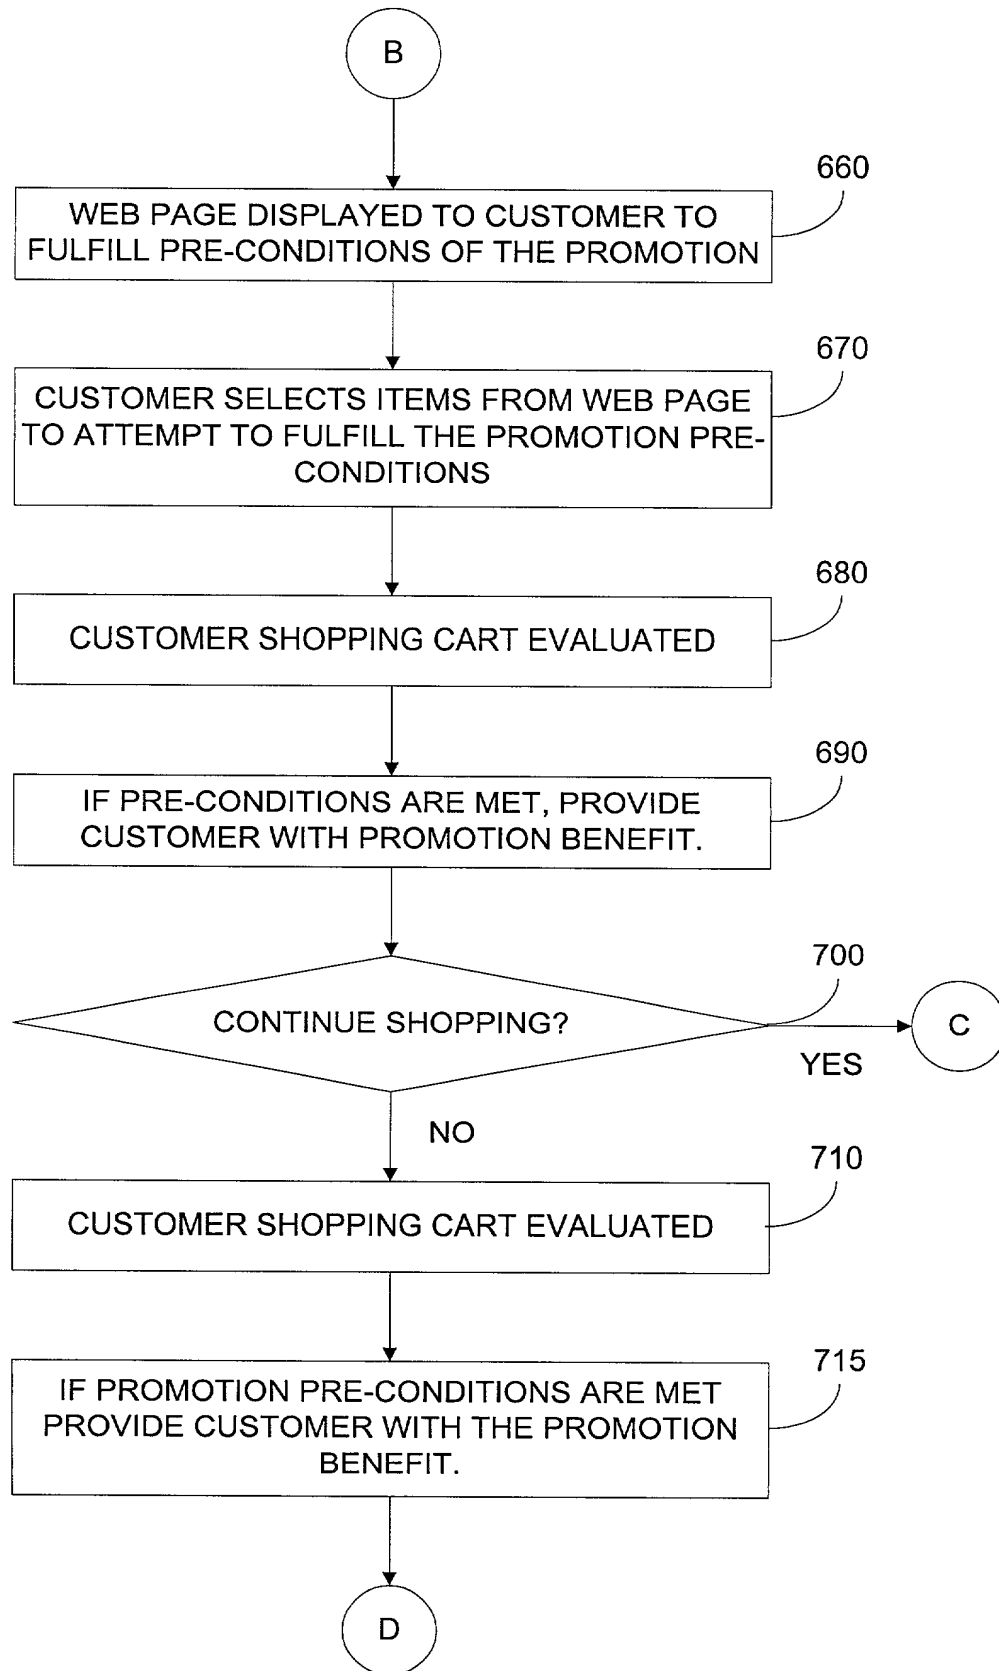 B
660
WEB PAGE DISPLAYED TO CUSTOMER TO
FULFILL PRE-CONDITIONS OF THE PROMOTION
670
CUSTOMER SELECTS ITEMS FROM WEB PAGE
TO ATTEMPT TO FULFILL THE PROMOTION PRE-
CONDITIONS
680
CUSTOMER SHOPPING CART EVALUATED
690
IF PRE-CONDITIONS ARE MET, PROVIDE
CUSTOMER WITH PROMOTION BENEFIT.
700
CONTINUE SHOPPING?
C
YES
NO
710
CUSTOMER SHOPPING CART EVALUATED
715
IF PROMOTION PRE-CONDITIONS ARE MET
PROVIDE CUSTOMER WITH THE PROMOTION
BENEFIT.
D